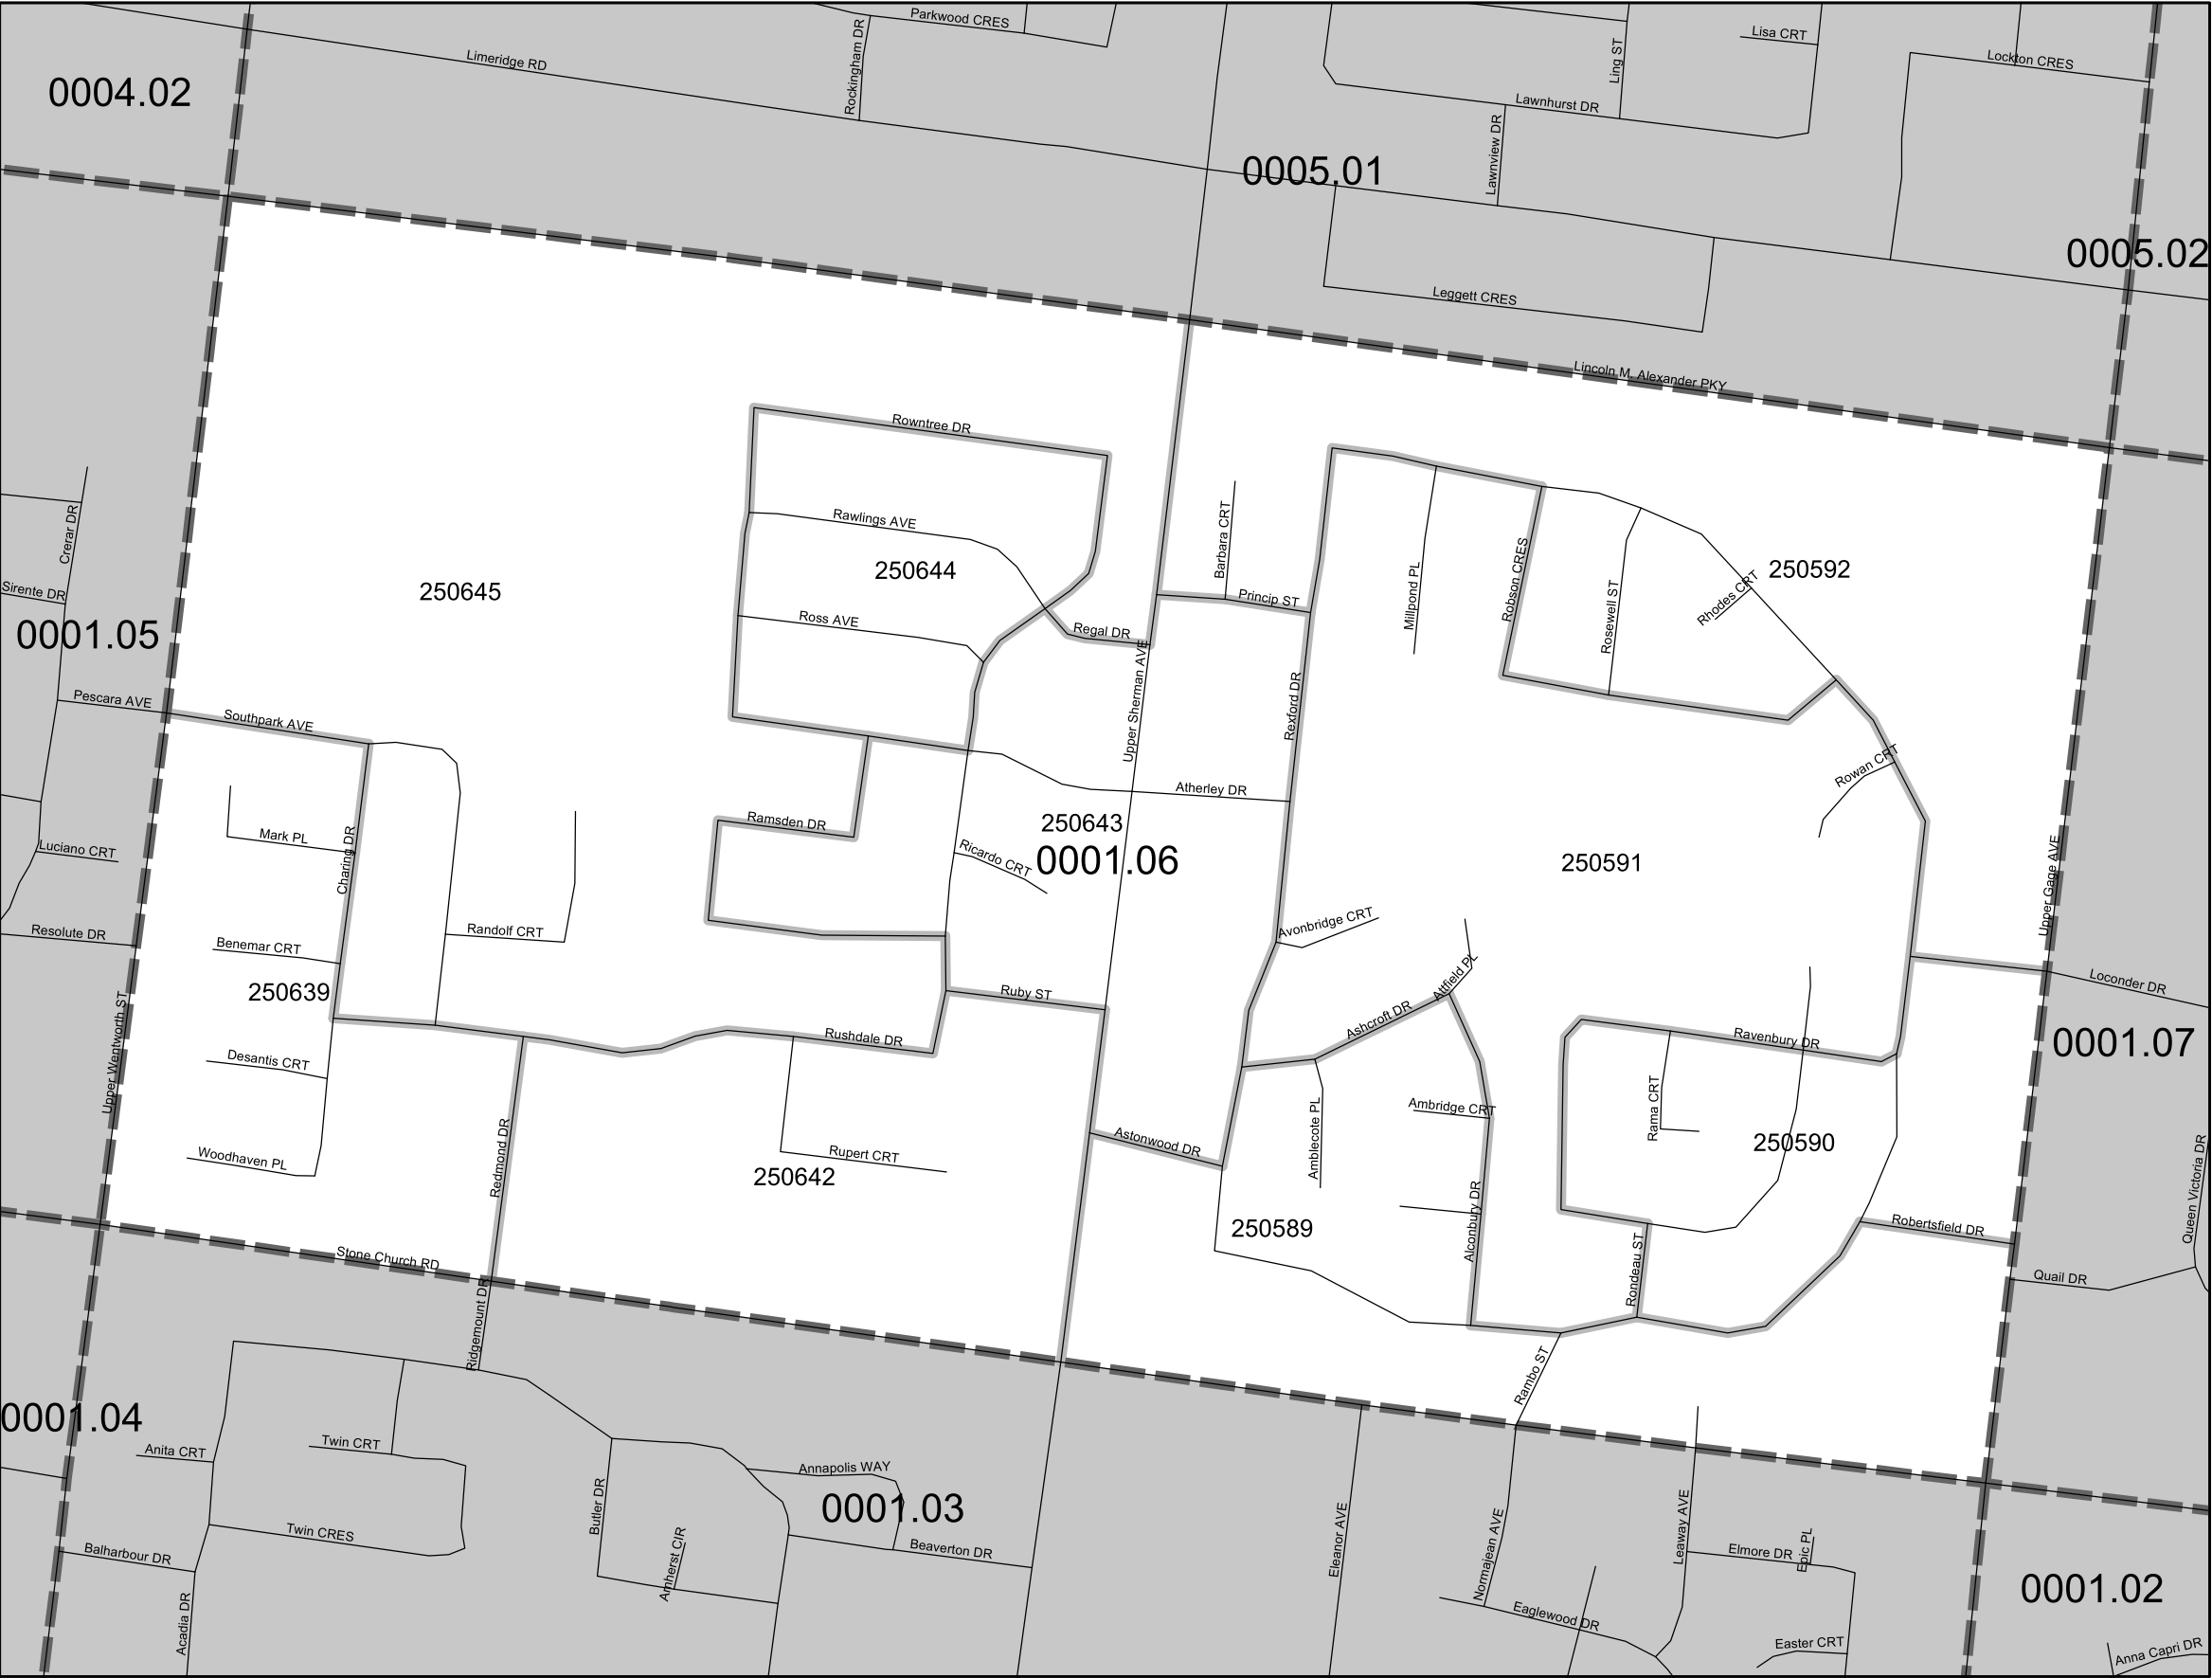 Parkwood CRES
Rockingham DR
Limeridge RD
Ling ST
Lisa CRT
Lockton CRES
0004.02
Lawnhurst DR
Lawnview DR
0005.01
0005.02
Leggett CRES
Lincoln M. Alexander PKY
Rowntree DR
Crerar DR
Rawlings AVE
Barbara CRT
250644
250592
250645
Sirente DR
Princip ST
Millpond PL
Robson CRES
Rosewell ST
Rhodes CRT
0001.05
Ross AVE
Regal DR
Upper Sherman AVE
Rexford DR
Pescara AVE
Southpark AVE
Rowan CRT
Atherley DR
Ramsden DR
250643
Mark PL
Charing DR
Luciano CRT
Ricardo CRT
0001.06
250591
Upper Gage AVE
Resolute DR
Benemar CRT
Randolf CRT
Avonbridge CRT
Attfield PL
Loconder DR
250639
Ruby ST
Ashcroft DR
Upper Wentworth ST
Desantis CRT
Rushdale DR
Ravenbury DR
0001.07
Ambridge CRT
Rama CRT
Amblecote PL
Redmond DR
Woodhaven PL
Rupert CRT
250642
Astonwood DR
250590
Queen Victoria DR
250589
Alconbury DR
Rondeau ST
Robertsfield DR
Stone Church RD
Quail DR
Ridgemount DR
Rambo ST
0001.04
Anita CRT
Twin CRT
Annapolis WAY
0001.03
Butler DR
Twin CRES
Amherst CIR
Beaverton DR
Balharbour DR
Acadia DR
Eleanor AVE
Normajean AVE
Leaway AVE
Elmore DR
Epic PL
0001.02
Eaglewood DR
Easter CRT
Anna Capri DR